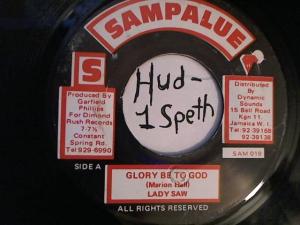 SAMPALUE
S
Hud-
1 Speth
Produced By
Garfield
Phillips
For Dimond
Rush Records
7-7½
Constant
Spring Rd.
Tel: 929-6990
Distributed
By
Dynamic
Sounds
15 Bell Road
Kgn 11
Jamaica W. I.
Tel: 92-39168
92-39138
SAM 019
SIDE A
GLORY BE TO GOD
(Marion Hall)
LADY SAW
ALL RIGHTS RESERVED